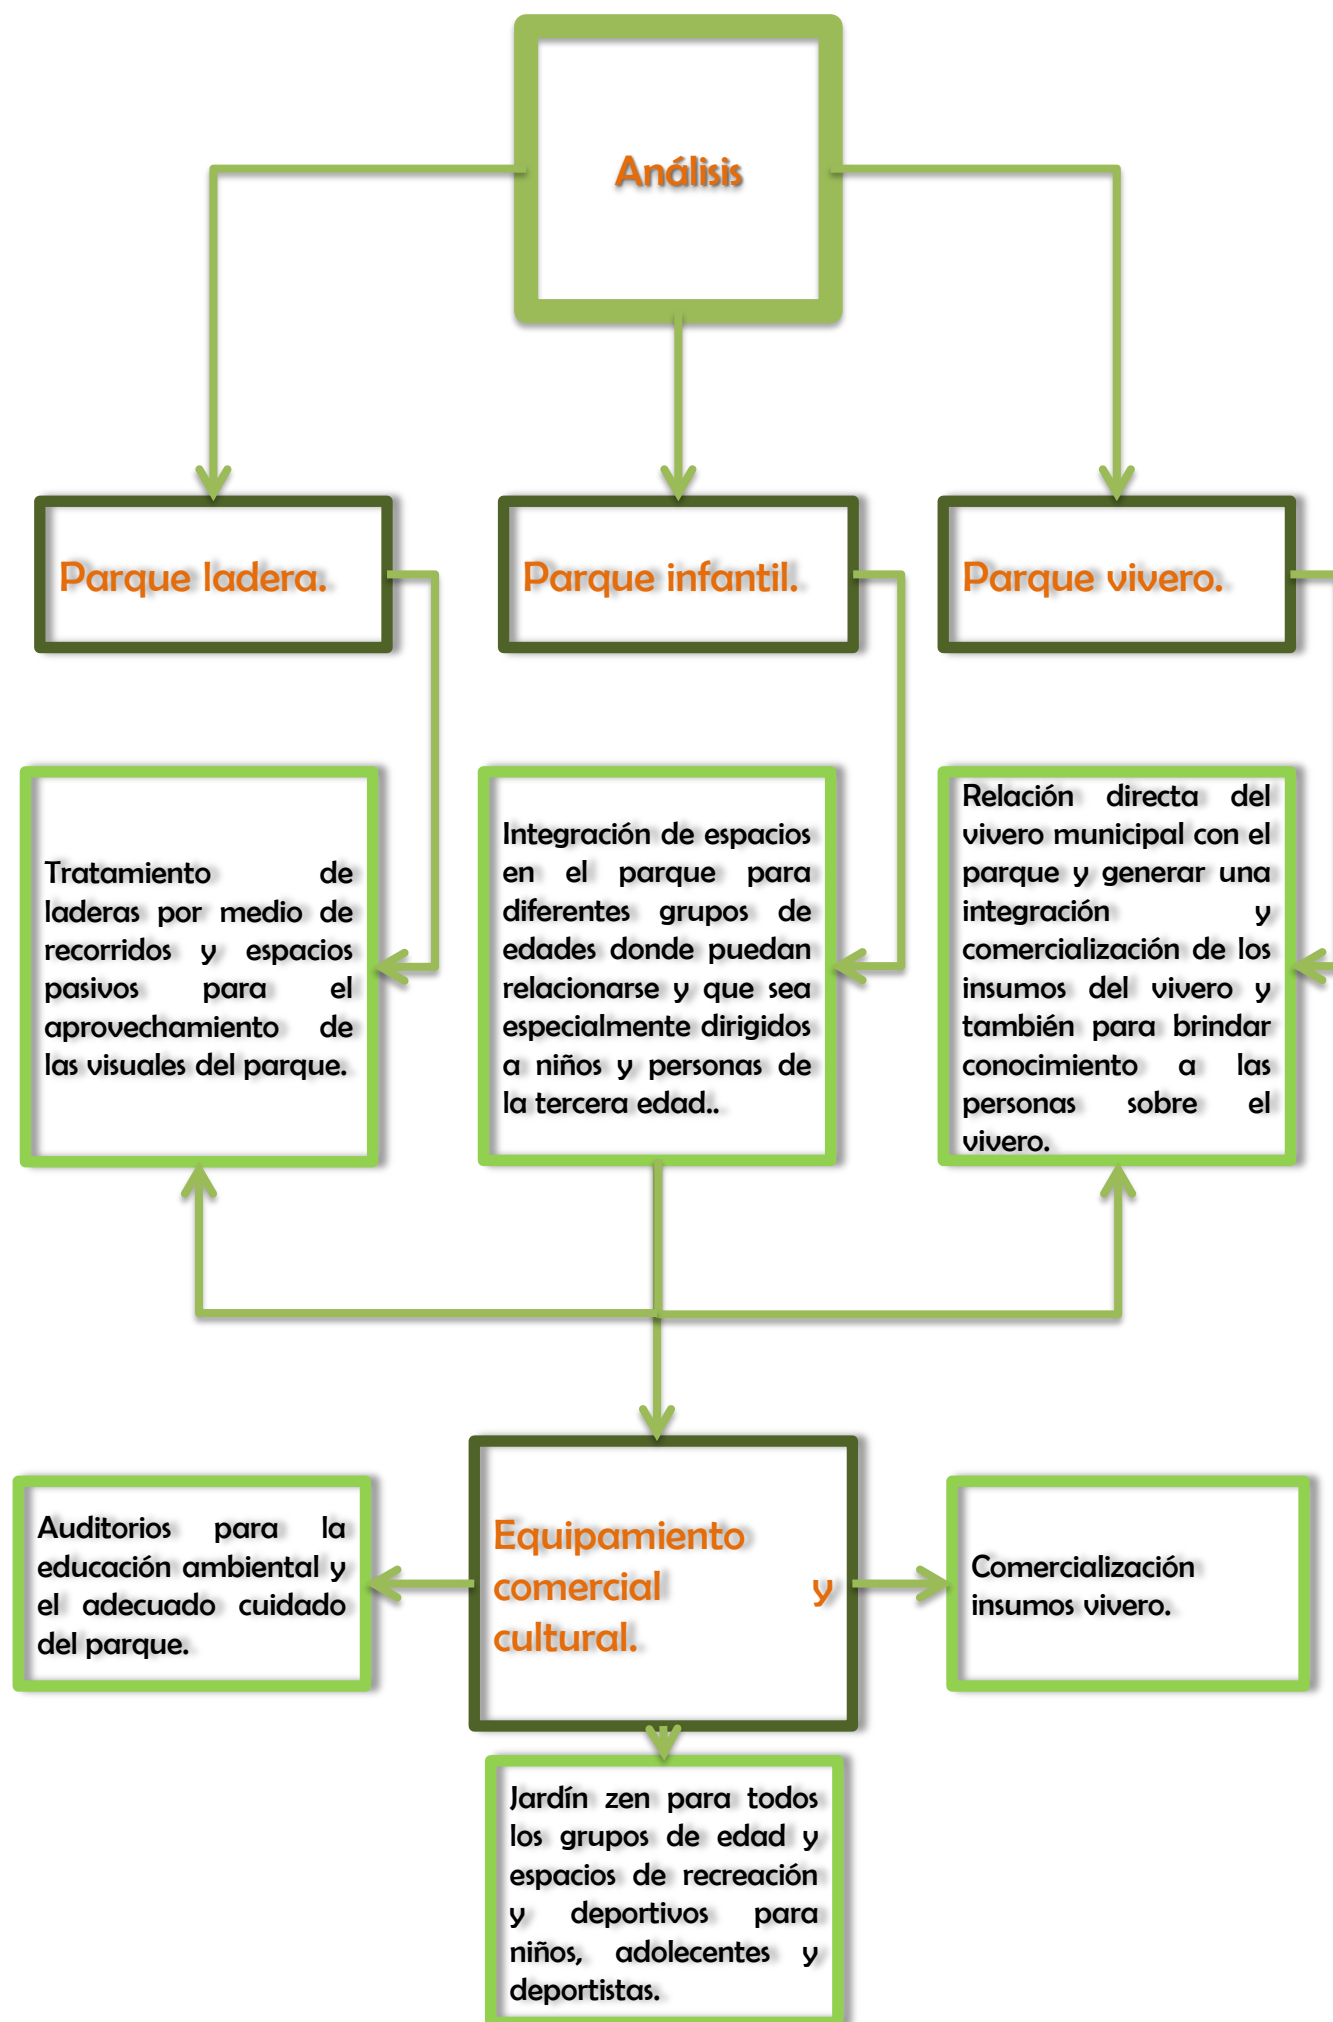 Análisis
Parque ladera.
Parque infantil.
Parque vivero.
Tratamiento de
laderas por medio de
recorridos y espacios
pasivos para el
aprovechamiento de
las visuales del parque.
Integración de espacios
en el parque para
diferentes grupos de
edades donde puedan
relacionarse y que sea
especialmente dirigidos
a niños y personas de
la tercera edad..
Relación directa del
vivero municipal con el
parque y generar una
integración y
comercialización de los
insumos del vivero y
también para brindar
conocimiento a las
personas sobre el
vivero.
Auditorios para la
educación ambiental y
el adecuado cuidado
del parque.
Equipamiento
comercial y
cultural.
Comercialización
insumos vivero.
Jardín zen para todos
los grupos de edad y
espacios de recreación
y deportivos para
niños, adolecentes y
deportistas.